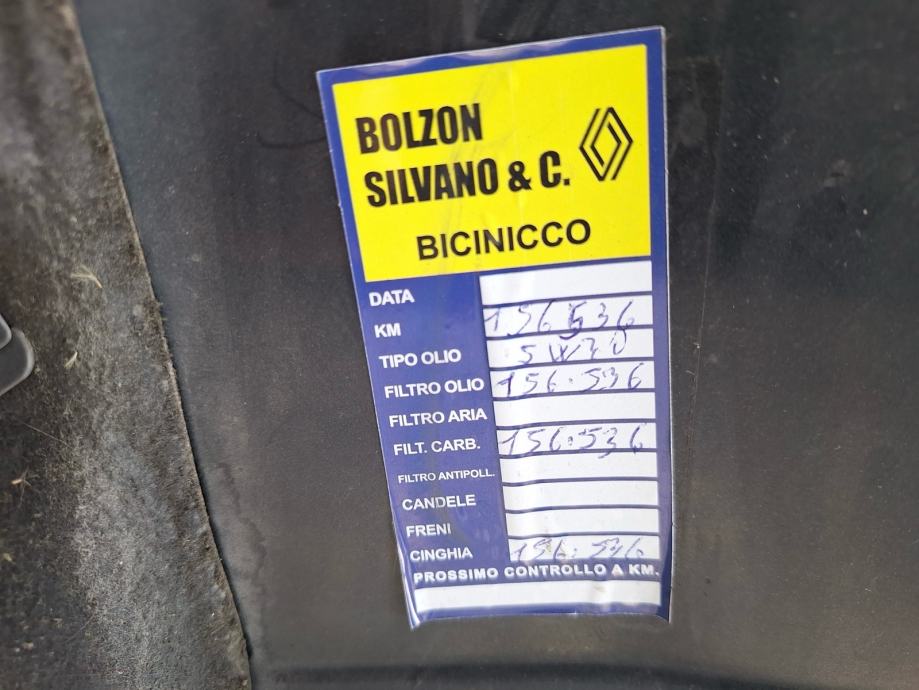 BOLZON
SILVANO & C.
BICINICCO
DATA
KM 156536
TIPO OLIO 5W30
FILTRO OLIO 156.536
FILTRO ARIA
FILT. CARB. 156.536
FILTRO ANTIPOLL.
CANDELE
FRENI
CINGHIA 156.536
PROSSIMO CONTROLLO A KM.